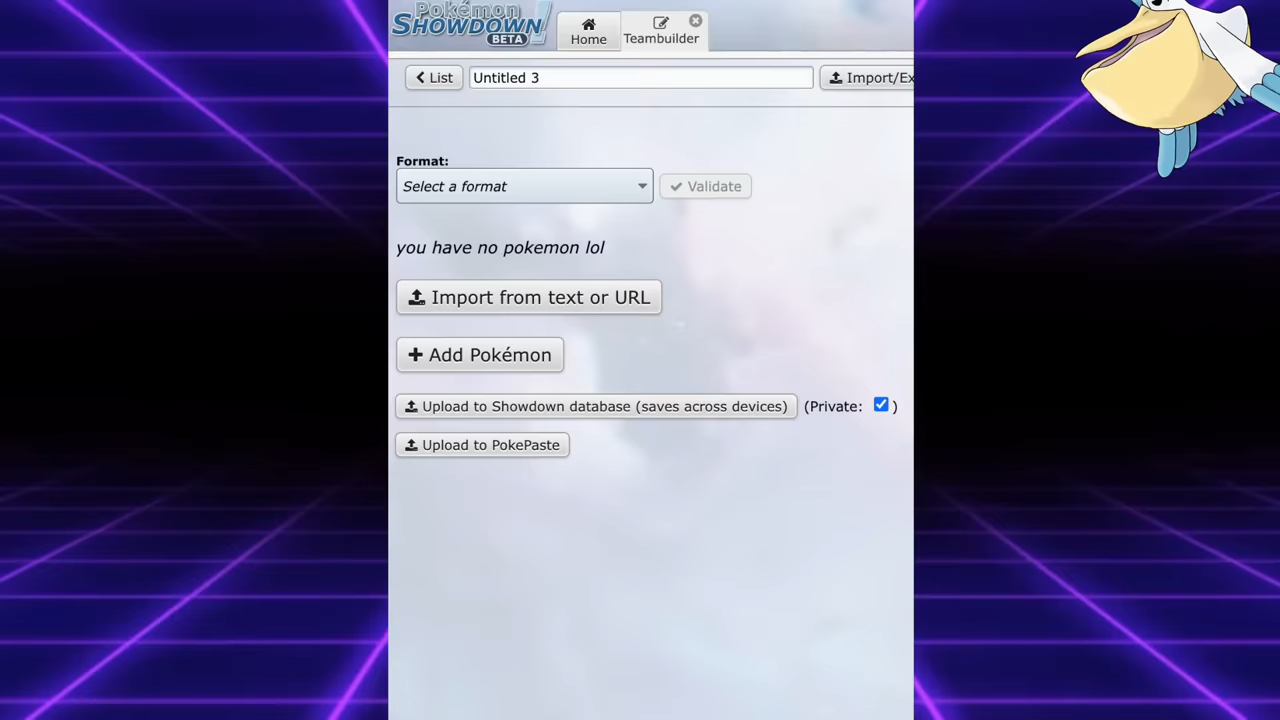 Pokémon
SHOWDOWN!
BETA
Home
Teambuilder
List
Untitled 3
Import/Ex
Format:
Select a format
Validate
you have no pokemon lol
Import from text or URL
Add Pokémon
Upload to Showdown database (saves across devices) (Private: )
Upload to PokePaste